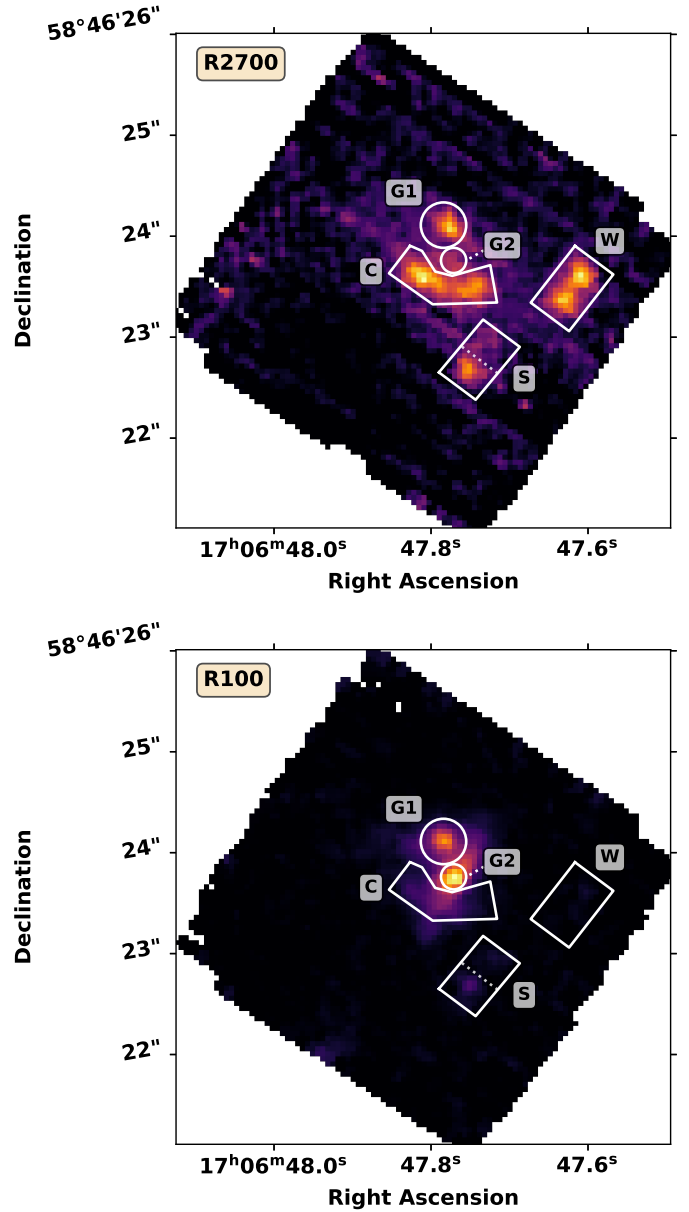 58°46'26"
R2700
25"
G1
24"
G2
W
C
23"
S
22"
17ʰ06ᵐ48.0ˢ 47.8ˢ 47.6ˢ
Right Ascension
Declination
58°46'26"
R100
25"
G1
24"
G2
W
C
23"
S
22"
17ʰ06ᵐ48.0ˢ 47.8ˢ 47.6ˢ
Right Ascension
Declination